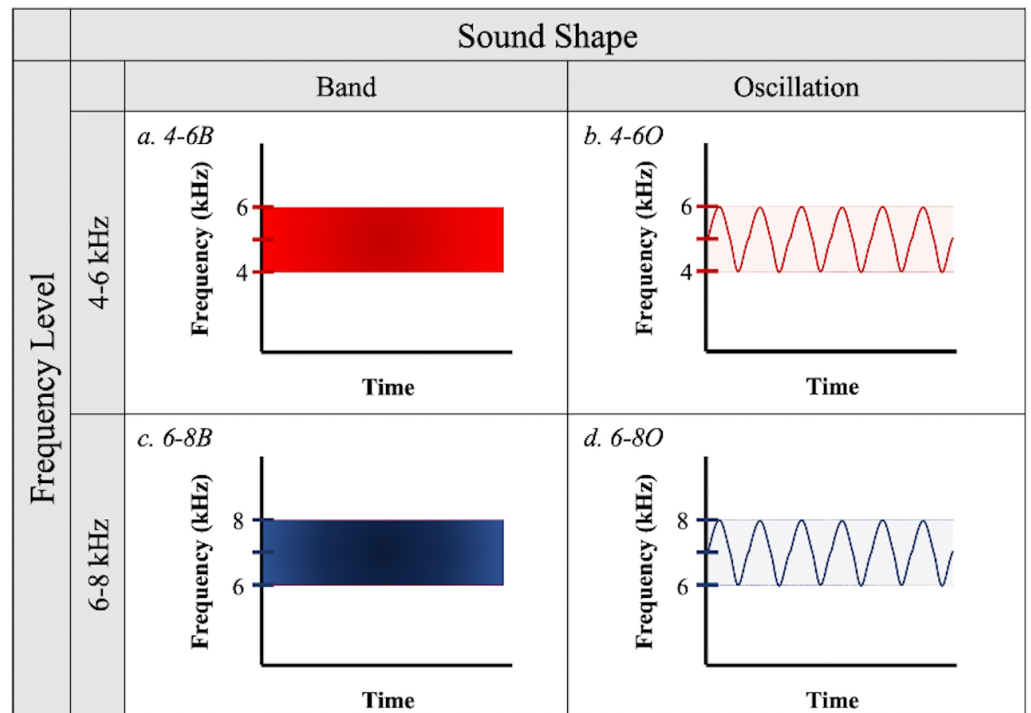 Sound Shape
Band
Oscillation
Frequency Level
4-6 kHz
a. 4-6B
Frequency (kHz)
6
4
Time
b. 4-6O
Frequency (kHz)
6
4
Time
6-8 kHz
c. 6-8B
Frequency (kHz)
8
6
Time
d. 6-8O
Frequency (kHz)
8
6
Time